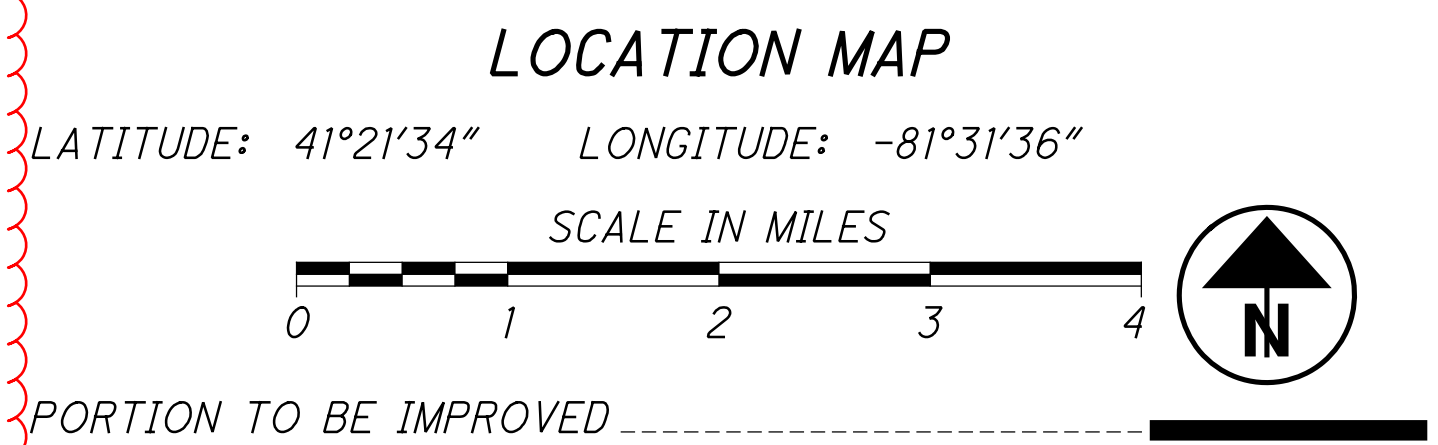 LOCATION MAP
LATITUDE: 41°21'34" LONGITUDE: -81°31'36"
SCALE IN MILES
0 1 2 3 4
N
PORTION TO BE IMPROVED